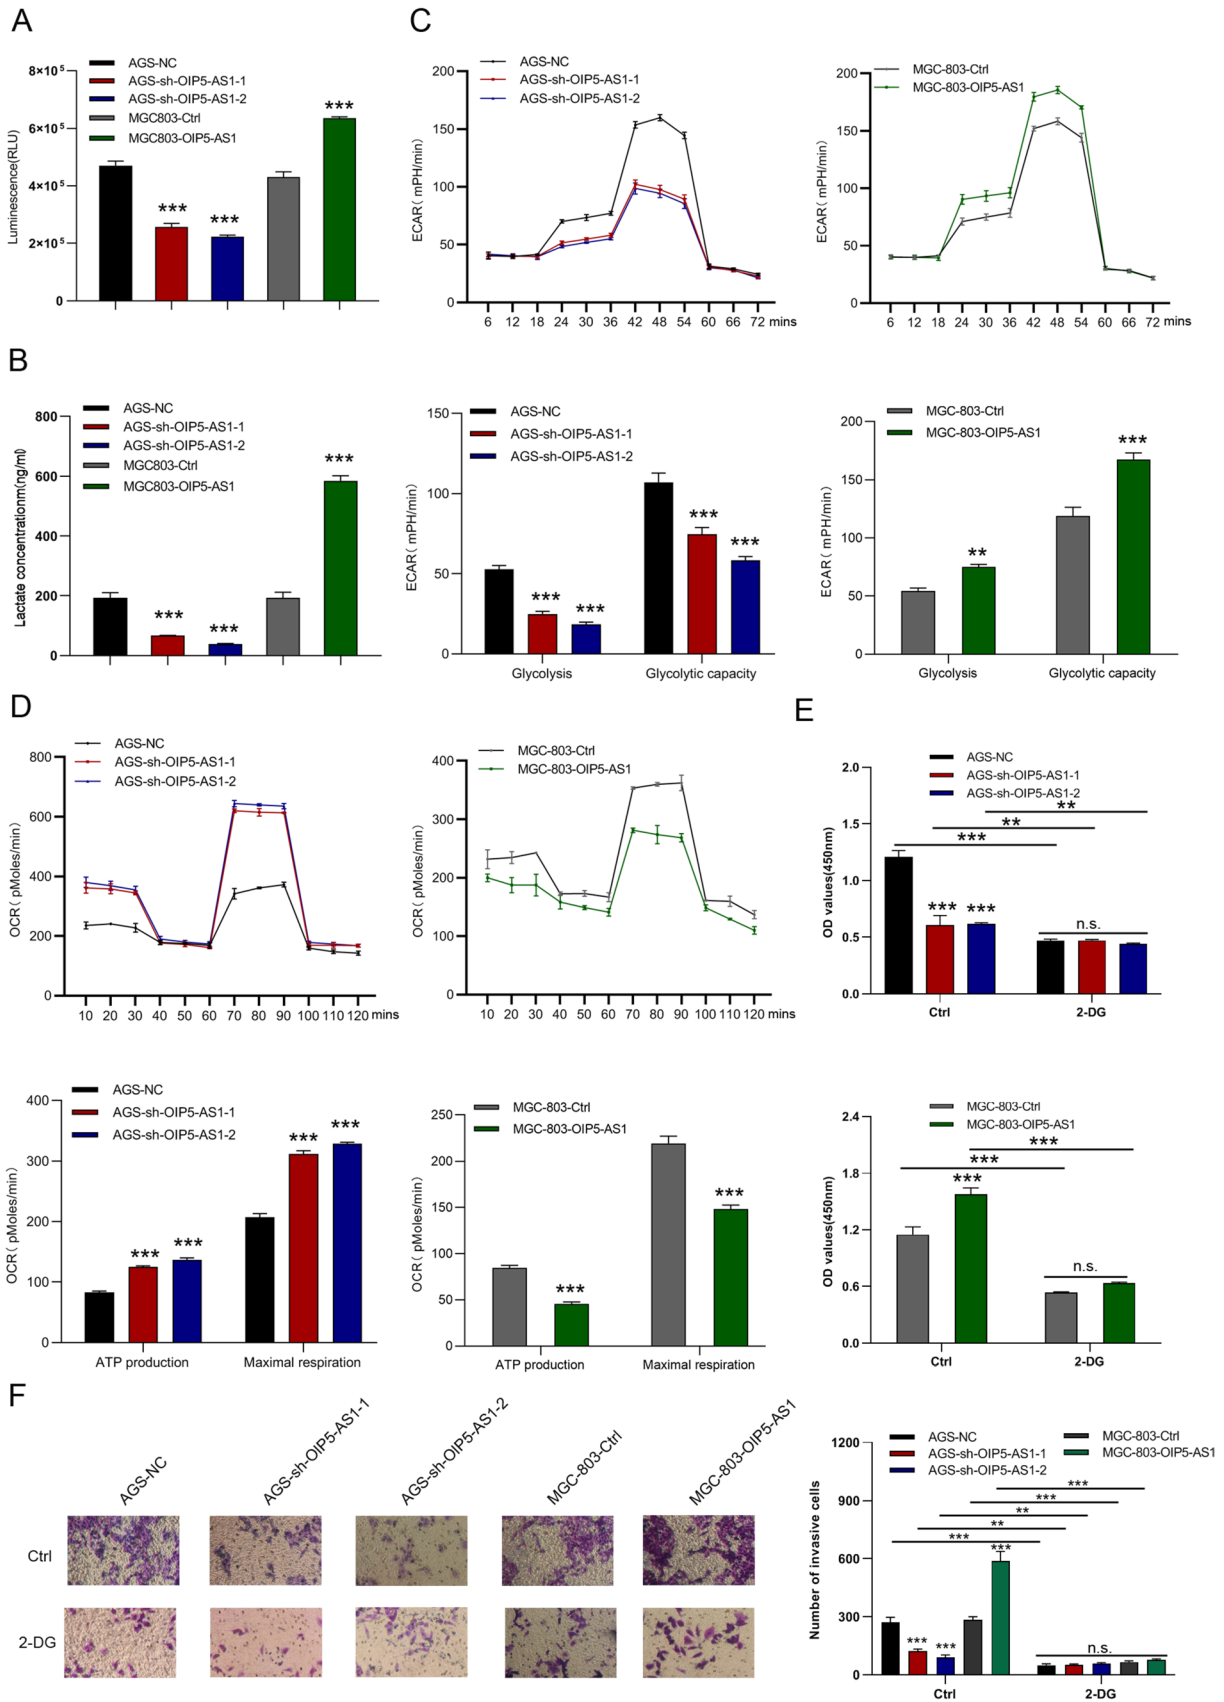 A
8×10⁵
6×10⁵
4×10⁵
2×10⁵
0
Luminescence(RLU)
AGS-NC
AGS-sh-OIP5-AS1-1
AGS-sh-OIP5-AS1-2
MGC803-Ctrl
MGC803-OIP5-AS1
***
***
***
C
200
150
100
50
0
ECAR( mPH/min)
AGS-NC
AGS-sh-OIP5-AS1-1
AGS-sh-OIP5-AS1-2
6 12 18 24 30 36 42 48 54 60 66 72 mins
200
150
100
50
0
ECAR( mPH/min)
MGC-803-Ctrl
MGC-803-OIP5-AS1
6 12 18 24 30 36 42 48 54 60 66 72 mins
B
800
600
400
200
0
Lactate concentrationm(ng/ml)
AGS-NC
AGS-sh-OIP5-AS1-1
AGS-sh-OIP5-AS1-2
MGC803-Ctrl
MGC803-OIP5-AS1
***
***
***
150
100
50
0
ECAR( mPH/min)
AGS-NC
AGS-sh-OIP5-AS1-1
AGS-sh-OIP5-AS1-2
*** *** *** ***
Glycolysis Glycolytic capacity
200
150
100
50
0
ECAR( mPH/min)
MGC-803-Ctrl
MGC-803-OIP5-AS1
** ***
Glycolysis Glycolytic capacity
D
800
600
400
200
0
OCR( pMoles/min)
AGS-NC
AGS-sh-OIP5-AS1-1
AGS-sh-OIP5-AS1-2
10 20 30 40 50 60 70 80 90 100 110 120 mins
400
300
200
100
0
OCR( pMoles/min)
MGC-803-Ctrl
MGC-803-OIP5-AS1
10 20 30 40 50 60 70 80 90 100 110 120 mins
E
2.0
1.5
1.0
0.5
0.0
OD values(450nm)
AGS-NC
AGS-sh-OIP5-AS1-1
AGS-sh-OIP5-AS1-2
**
**
***
*** ***
n.s.
Ctrl 2-DG
400
300
200
100
0
OCR( pMoles/min)
AGS-NC
AGS-sh-OIP5-AS1-1
AGS-sh-OIP5-AS1-2
*** *** *** ***
ATP production Maximal respiration
250
200
150
100
50
0
OCR( pMoles/min)
MGC-803-Ctrl
MGC-803-OIP5-AS1
*** ***
ATP production Maximal respiration
2.4
1.8
1.2
0.6
0.0
OD values(450nm)
MGC-803-Ctrl
MGC-803-OIP5-AS1
***
***
***
n.s.
Ctrl 2-DG
F
AGS-NC
AGS-sh-OIP5-AS1-1
AGS-sh-OIP5-AS1-2
MGC-803-Ctrl
MGC-803-OIP5-AS1
Ctrl
2-DG
1200
900
600
300
0
Number of invasive cells
AGS-NC
AGS-sh-OIP5-AS1-1
AGS-sh-OIP5-AS1-2
MGC-803-Ctrl
MGC-803-OIP5-AS1
***
***
**
**
***
***
*** ***
n.s.
Ctrl 2-DG